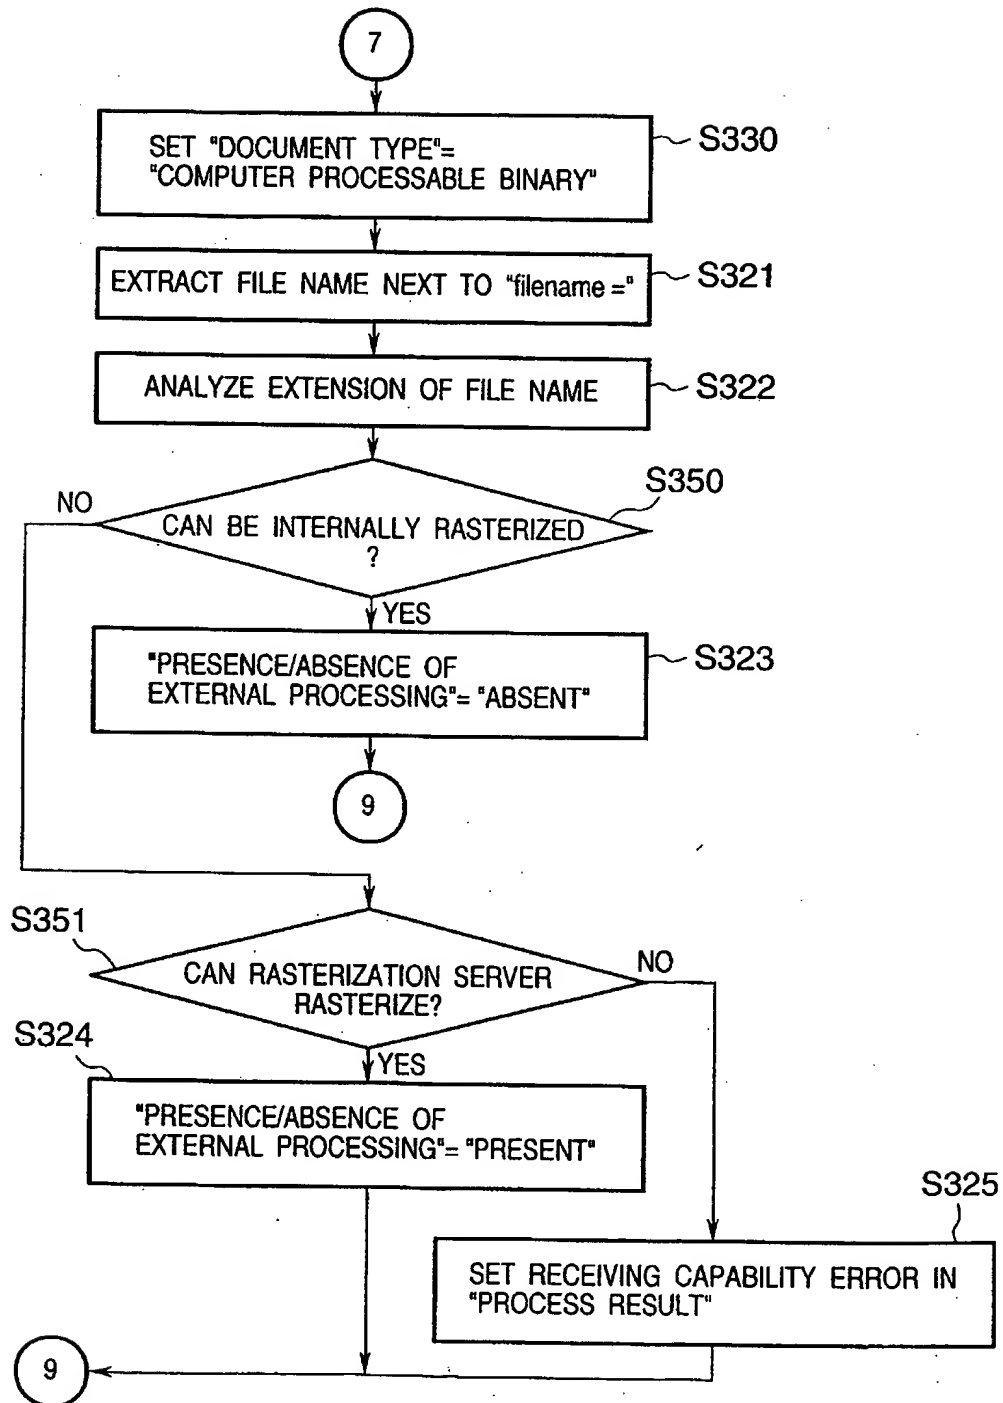 7
SET "DOCUMENT TYPE"=
"COMPUTER PROCESSABLE BINARY"
S330
EXTRACT FILE NAME NEXT TO "filename ="
S321
ANALYZE EXTENSION OF FILE NAME
S322
S350
NO
CAN BE INTERNALLY RASTERIZED
?
YES
"PRESENCE/ABSENCE OF
EXTERNAL PROCESSING"= "ABSENT"
S323
9
S351
CAN RASTERIZATION SERVER
RASTERIZE?
NO
S324
YES
"PRESENCE/ABSENCE OF
EXTERNAL PROCESSING"= "PRESENT"
S325
SET RECEIVING CAPABILITY ERROR IN
"PROCESS RESULT"
9